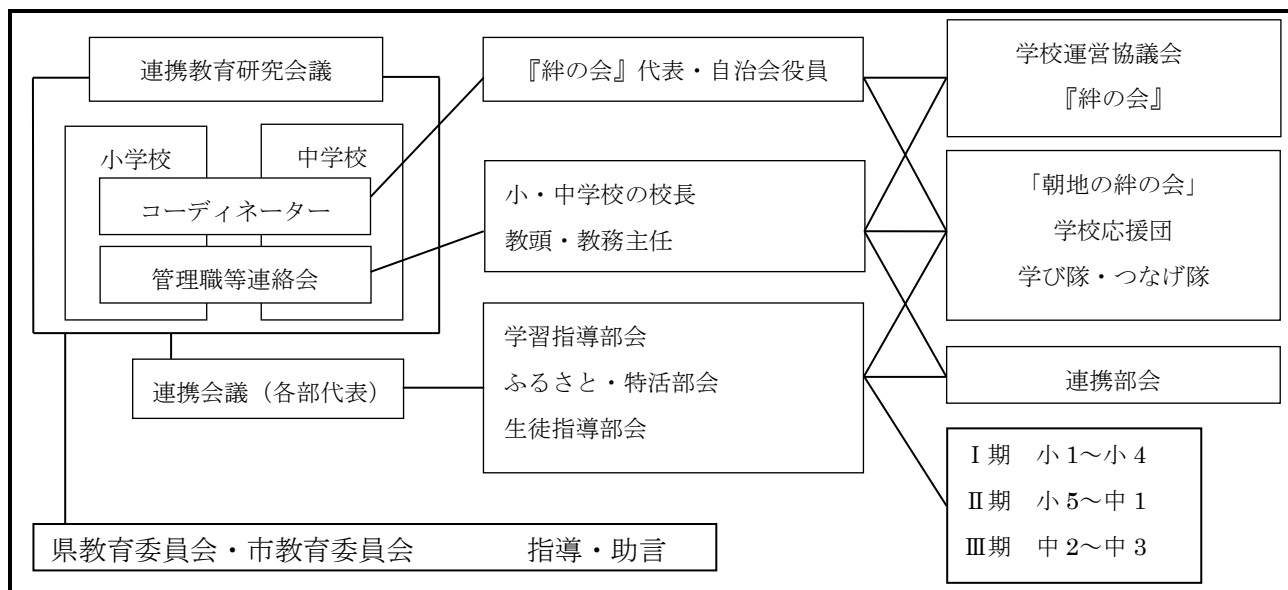 連携教育研究会議
小学校
中学校
コーディネーター
管理職等連絡会
連携会議（各部代表）
県教育委員会・市教育委員会　　　　指導・助言
『絆の会』代表・自治会役員
小・中学校の校長
教頭・教務主任
学習指導部会
ふるさと・特活部会
生徒指導部会
学校運営協議会
『絆の会』
「朝地の絆の会」
学校応援団
学び隊・つなげ隊
連携部会
Ⅰ期　小1～小4
Ⅱ期　小5～中1
Ⅲ期　中2～中3